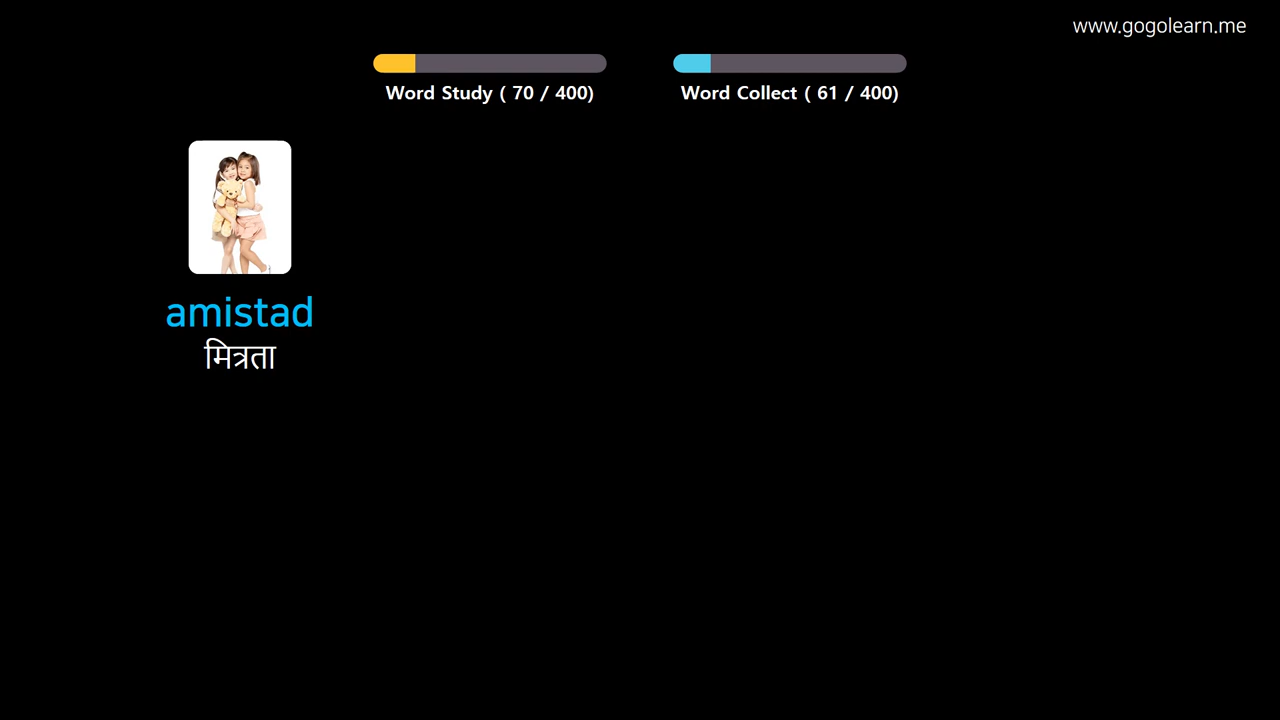 www.gogolearn.me
Word Study ( 70 / 400)
Word Collect ( 61 / 400)
amistad
मित्रता